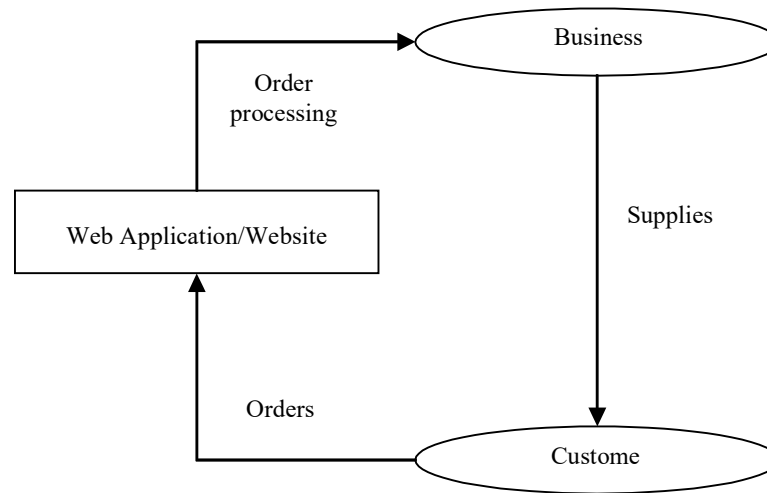 Business
Order
processing
Web Application/Website
Supplies
Orders
Custome